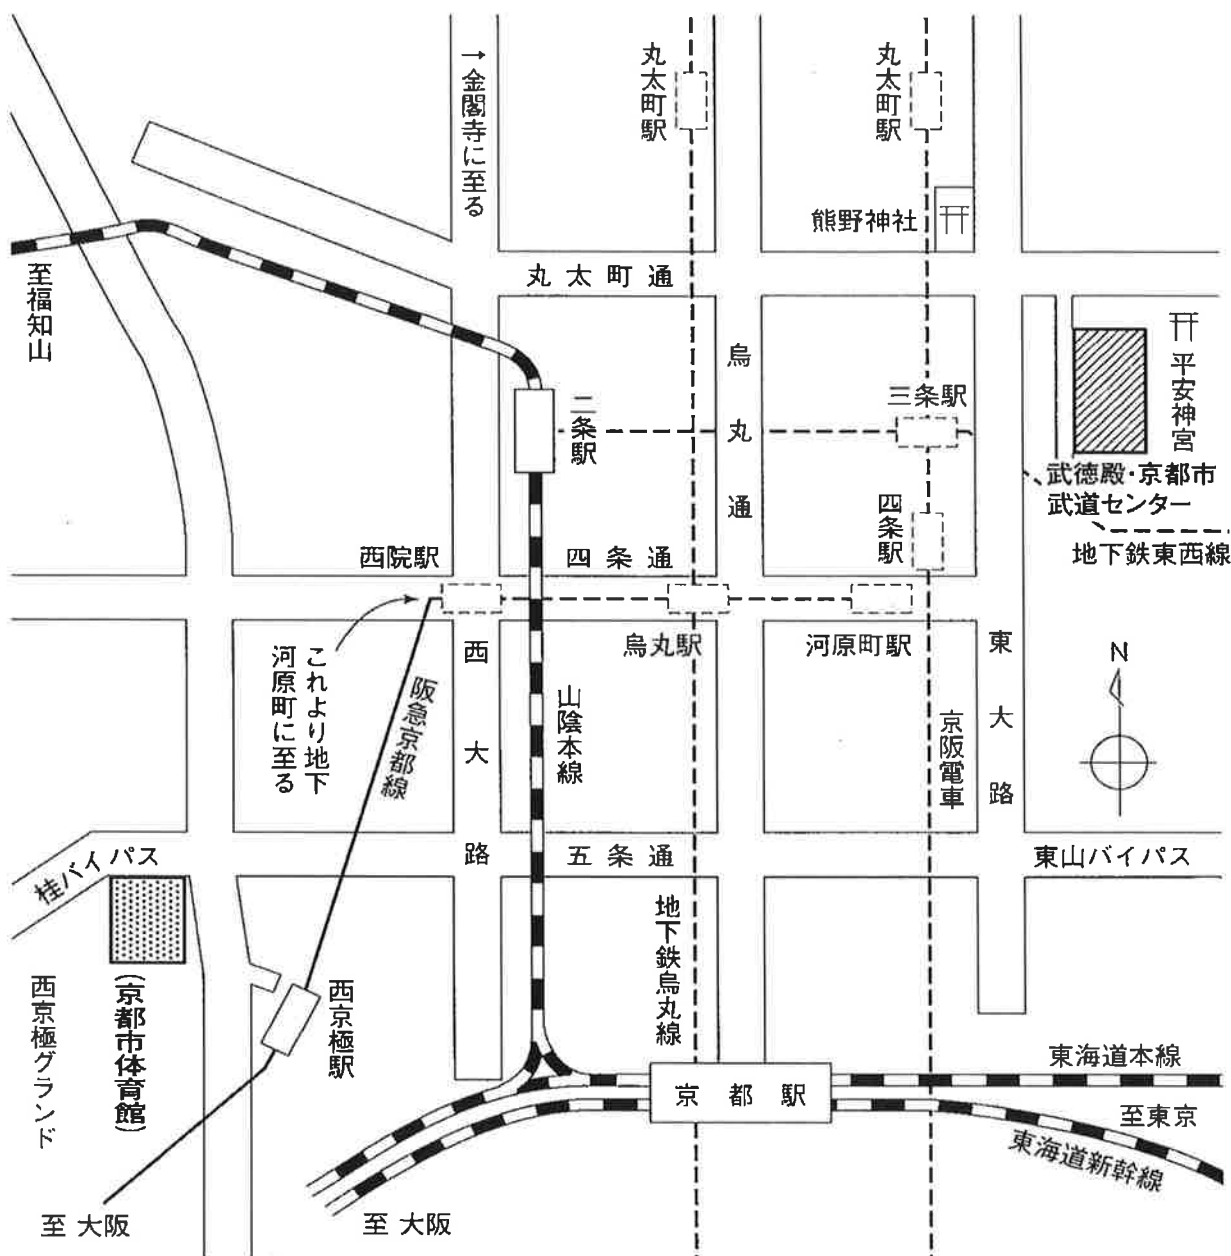 →金閣寺に至る
丸太町駅
丸太町駅
熊野神社
丸太町通
至福知山
烏丸通
二条駅
三条駅
平安神宮
武徳殿・京都市
武道センター
地下鉄東西線
四条駅
西院駅
四条通
烏丸駅
河原町駅
これより地下
河原町に至る
阪急京都線
西大路
山陰本線
京阪電車
東大路
N
桂バイパス
五条通
東山バイパス
西京極グランド
(京都市体育館)
西京極駅
地下鉄烏丸線
京都駅
東海道本線
至東京
東海道新幹線
至 大阪
至 大阪